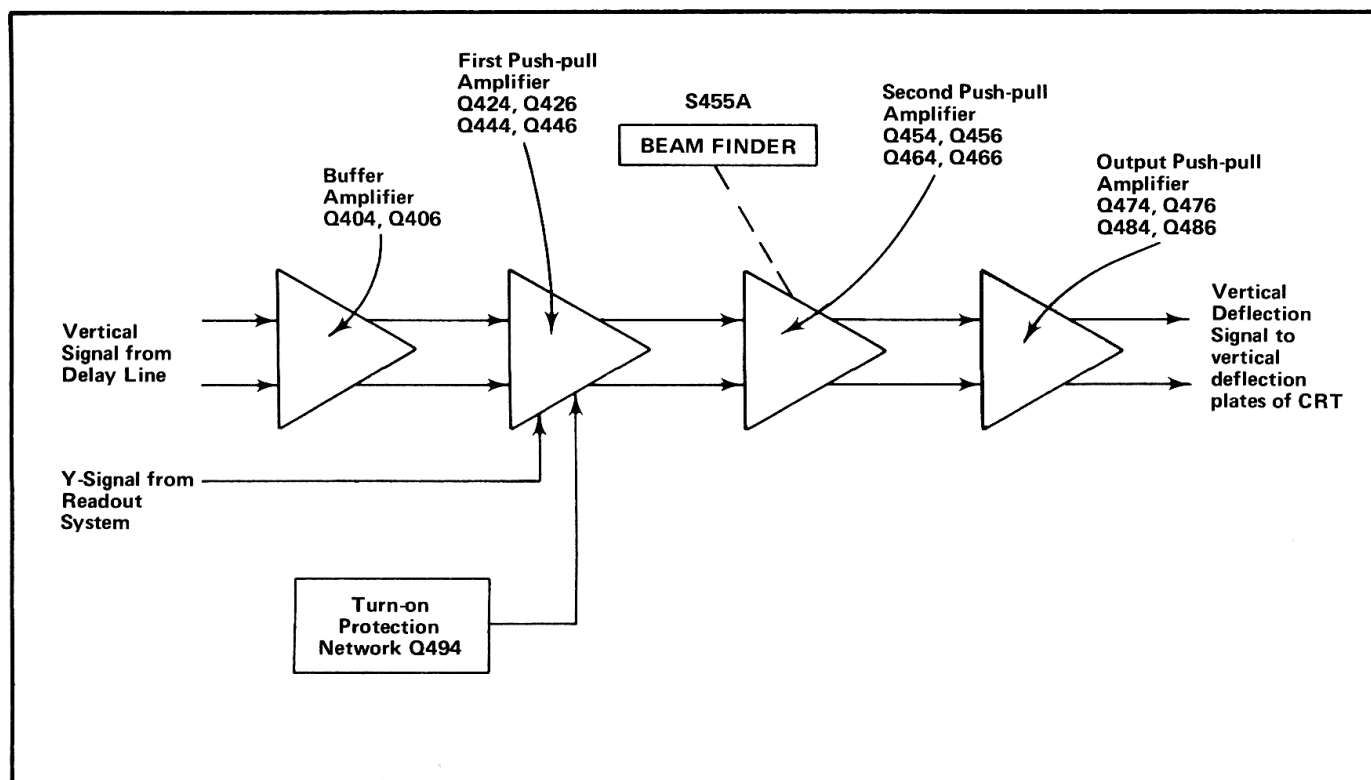 First Push-pull
Amplifier
Q424, Q426
Q444, Q446
S455A
BEAM FINDER
Second Push-pull
Amplifier
Q454, Q456
Q464, Q466
Output Push-pull
Amplifier
Q474, Q476
Q484, Q486
Buffer
Amplifier
Q404, Q406
Vertical
Signal from
Delay Line
Vertical
Deflection
Signal to
vertical
deflection
plates of CRT
Y-Signal from
Readout
System
Turn-on
Protection
Network Q494